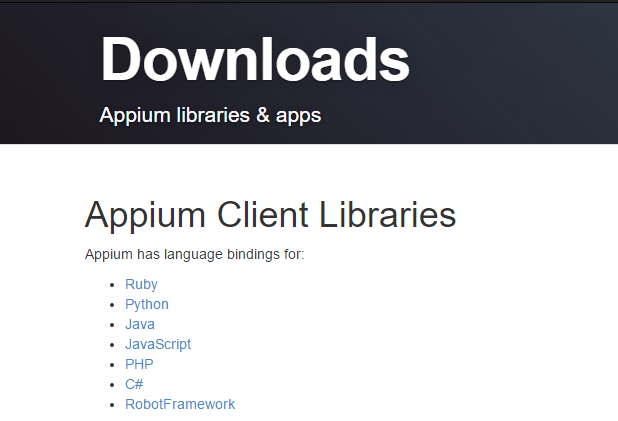 Downloads
Appium libraries & apps
Appium Client Libraries
Appium has language bindings for:
Ruby
Python
Java
JavaScript
PHP
C#
RobotFramework